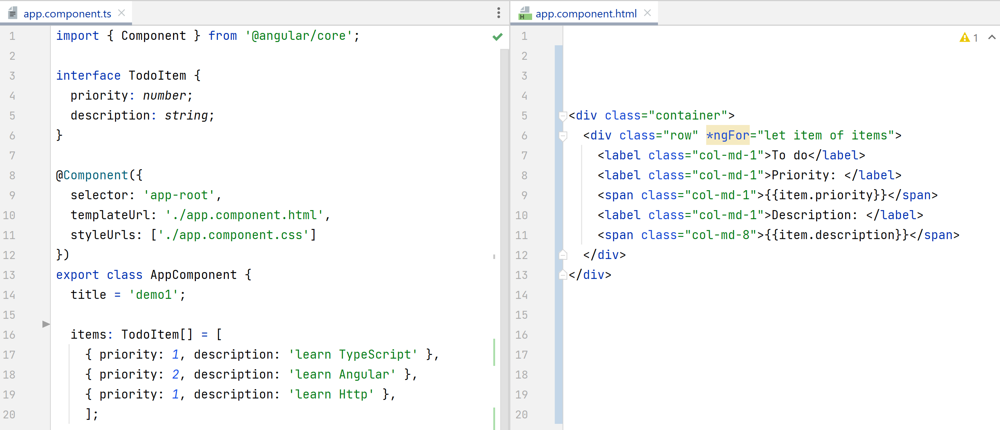 app.component.ts
1 import { Component } from '@angular/core';
2
3 interface TodoItem {
4   priority: number;
5   description: string;
6 }
7
8 @Component({
9   selector: 'app-root',
10   templateUrl: './app.component.html',
11   styleUrls: ['./app.component.css']
12 })
13 export class AppComponent {
14   title = 'demo1';
15
16   items: TodoItem[] = [
17     { priority: 1, description: 'learn TypeScript' },
18     { priority: 2, description: 'learn Angular' },
19     { priority: 1, description: 'learn Http' },
20     ];
app.component.html
1
1
2
3
4
5 <div class="container">
6   <div class="row" *ngFor="let item of items">
7     <label class="col-md-1">To do</label>
8     <label class="col-md-1">Priority: </label>
9     <span class="col-md-1">{{item.priority}}</span>
10     <label class="col-md-1">Description: </label>
11     <span class="col-md-8">{{item.description}}</span>
12   </div>
13 </div>
14
15
16
17
18
19
20